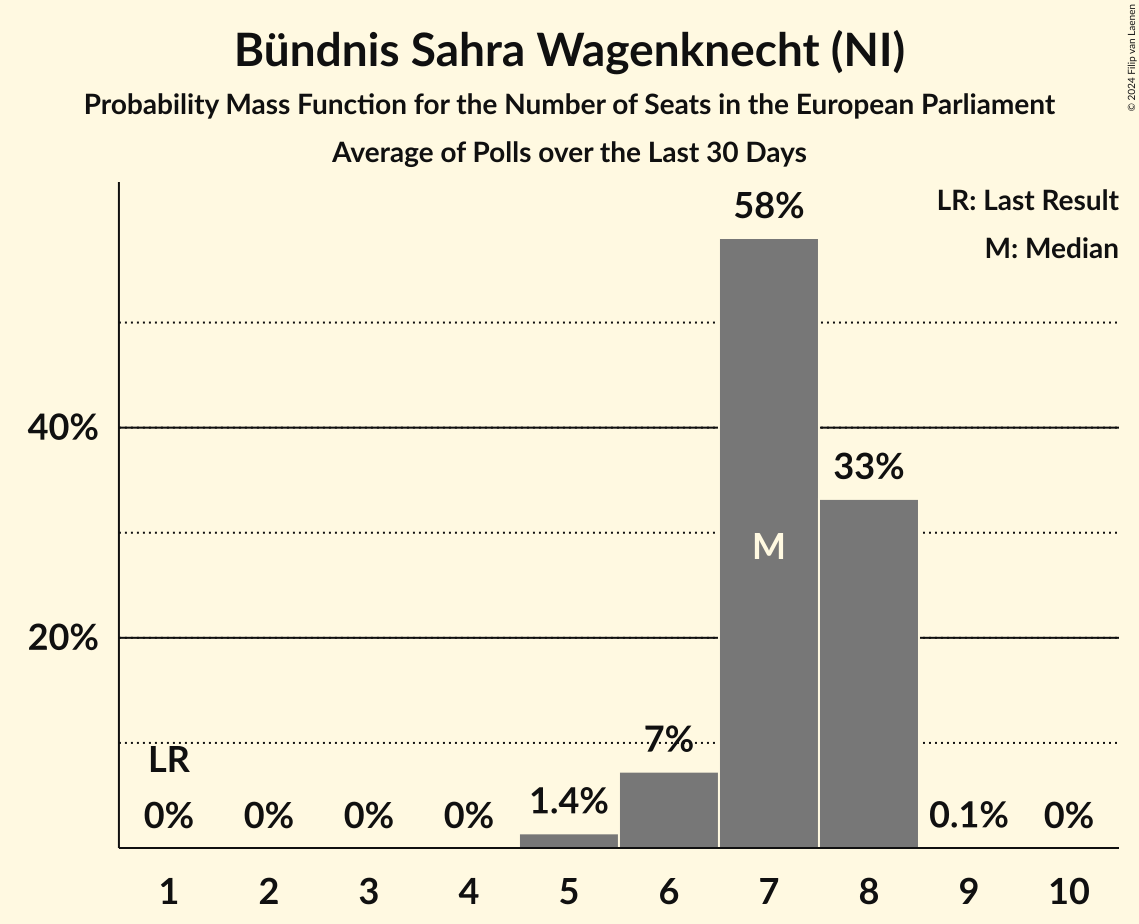 Bündnis Sahra Wagenknecht (NI)
Probability Mass Function for the Number of Seats in the European Parliament
Average of Polls over the Last 30 Days
© 2024 Filip van Laenen
LR: Last Result
M: Median
58%
40%
33%
M
20%
7%
LR
1.4%
0% 0% 0% 0% 0.1% 0%
1 2 3 4 5 6 7 8 9 10